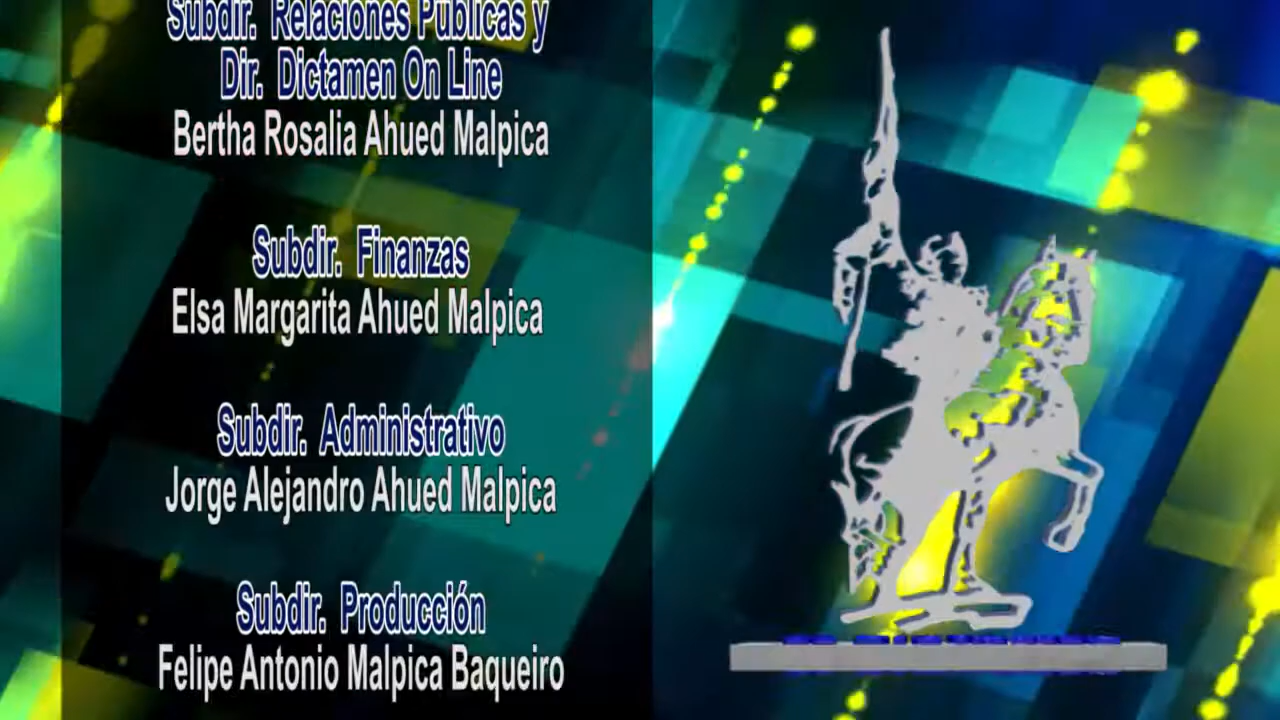 Subdir. Relaciones Públicas y
Dir. Dictamen On Line
Bertha Rosalia Ahued Malpica
Subdir. Finanzas
Elsa Margarita Ahued Malpica
Subdir. Administrativo
Jorge Alejandro Ahued Malpica
Subdir. Producción
Felipe Antonio Malpica Baqueiro